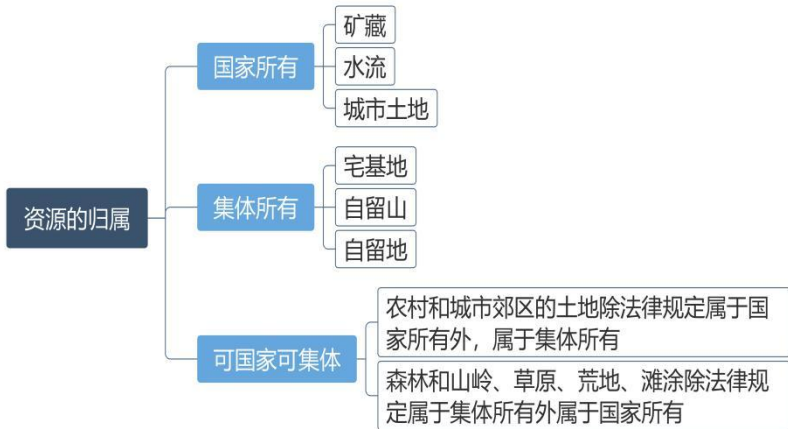 资源的归属
国家所有
矿藏
水流
城市土地
集体所有
宅基地
自留山
自留地
可国家可集体
农村和城市郊区的土地除法律规定属于国
家所有外，属于集体所有
森林和山岭、草原、荒地、滩涂除法律规
定属于集体所有外属于国家所有